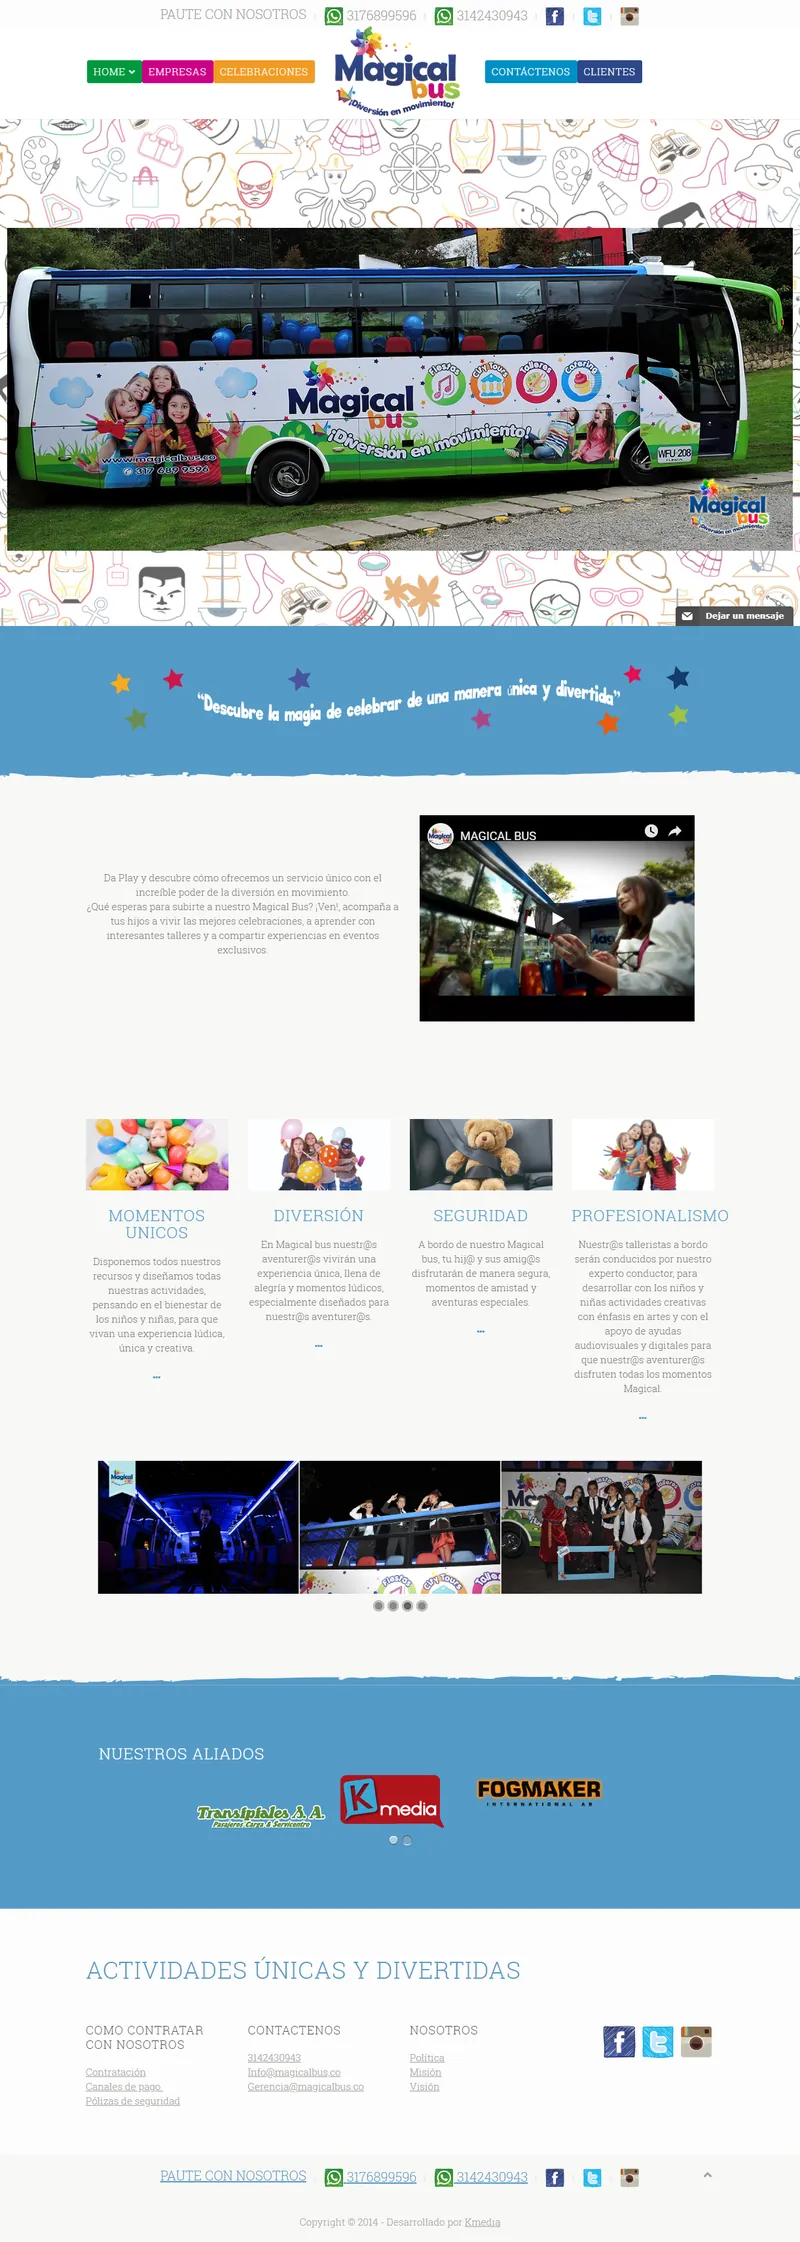 PAUTE CON NOSOTROS 3176899596 3142430943
HOME EMPRESAS CELEBRACIONES
Magical bus
¡Diversión en movimiento!
CONTÁCTENOS CLIENTES
Fiestas City Tours Talleres Catering
Magical bus
¡Diversión en movimiento!
www.magicalbus.co
317 689 9596
WFU 208
Magical bus
¡Diversión en movimiento!
Dejar un mensaje
“Descubre la magia de celebrar de una manera única y divertida”
MAGICAL BUS
Da Play y descubre cómo ofrecemos un servicio único con el
increíble poder de la diversión en movimiento.
¿Qué esperas para subirte a nuestro Magical Bus? ¡Ven!, acompaña a
tus hijos a vivir las mejores celebraciones, a aprender con
interesantes talleres y a compartir experiencias en eventos
exclusivos.
MOMENTOS
UNICOS
Disponemos todos nuestros
recursos y diseñamos todas
nuestras actividades,
pensando en el bienestar de
los niños y niñas, para que
vivan una experiencia lúdica,
única y creativa.
...
DIVERSIÓN
En Magical bus nuestr@s
aventurer@s vivirán una
experiencia única, llena de
alegría y momentos lúdicos,
especialmente diseñados para
nuestr@s aventurer@s.
...
SEGURIDAD
A bordo de nuestro Magical
bus, tu hij@ y sus amig@s
disfrutarán de manera segura,
momentos de amistad y
aventuras especiales.
...
PROFESIONALISMO
Nuestr@s talleristas a bordo
serán conducidos por nuestro
experto conductor, para
desarrollar con los niños y
niñas actividades creativas
con énfasis en artes y con el
apoyo de ayudas
audiovisuales y digitales para
que nuestr@s aventurer@s
disfruten todas los momentos
Magical.
...
Magical
Fiestas City Tours
NUESTROS ALIADOS
Transipiales S.A.
Pasajeros Carga & Servicentro
K media
FOGMAKER
INTERNATIONAL AB
ACTIVIDADES ÚNICAS Y DIVERTIDAS
COMO CONTRATAR
CON NOSOTROS
Contratación
Canales de pago
Pólizas de seguridad
CONTACTENOS
3142430943
Info@magicalbus.co
Gerencia@magicalbus.co
NOSOTROS
Política
Misión
Visión
PAUTE CON NOSOTROS 3176899596 3142430943
Copyright © 2014 - Desarrollado por Kmedia